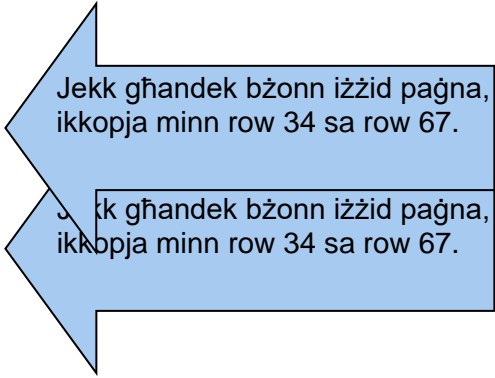 Jekk għandek bżonn iżżid paġna,
ikkopja minn row 34 sa row 67.
Jekk għandek bżonn iżżid paġna,
ikkopja minn row 34 sa row 67.